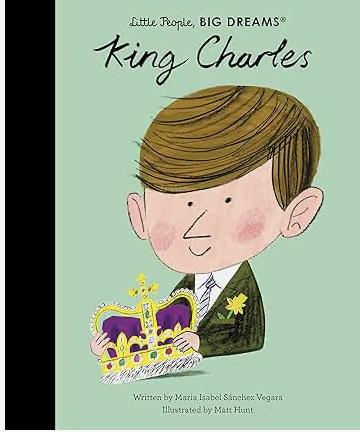 Little People, BIG DREAMS®
King Charles
Written by Maria Isabel Sánchez Vegara
Illustrated by Matt Hunt